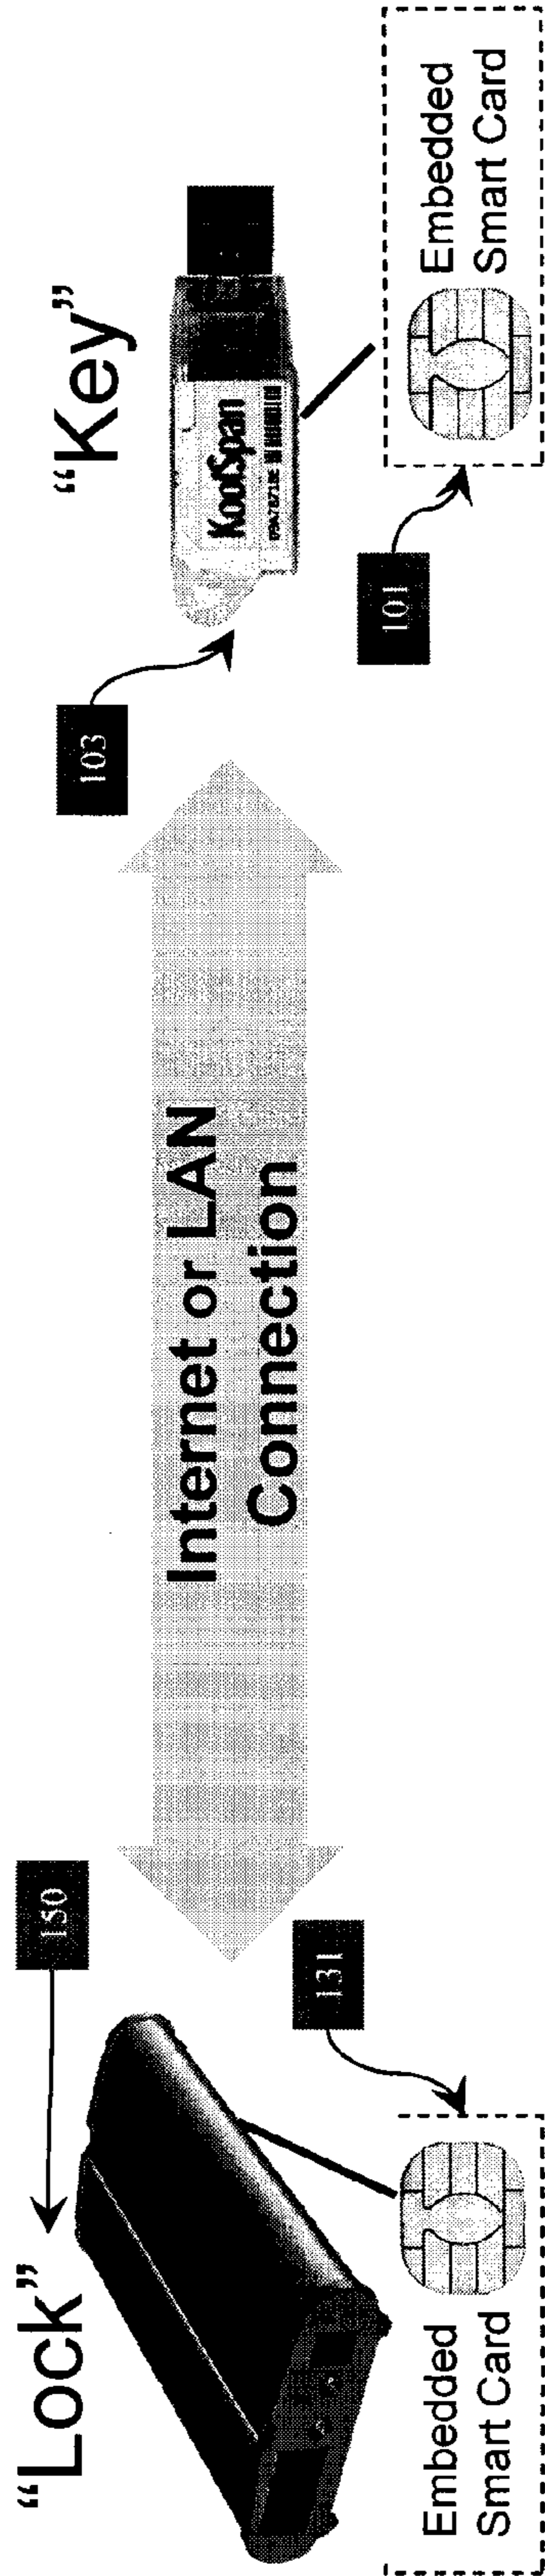 “Lock”
150
Embedded
Smart Card
131
Internet or LAN
Connection
103
“Key”
KoolSpan
101
Embedded
Smart Card